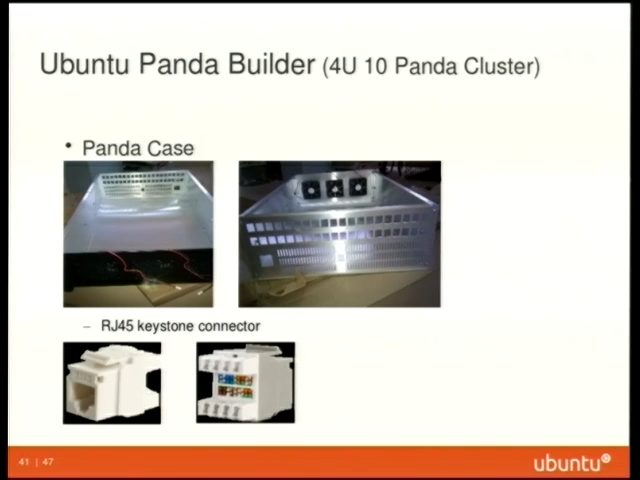 Ubuntu Panda Builder (4U 10 Panda Cluster)
• Panda Case
– RJ45 keystone connector
41 | 47
ubuntu®